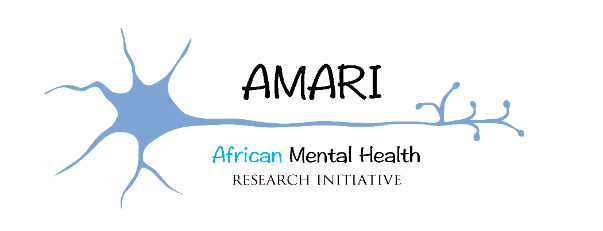 AMARI
African Mental Health
RESEARCH INITIATIVE